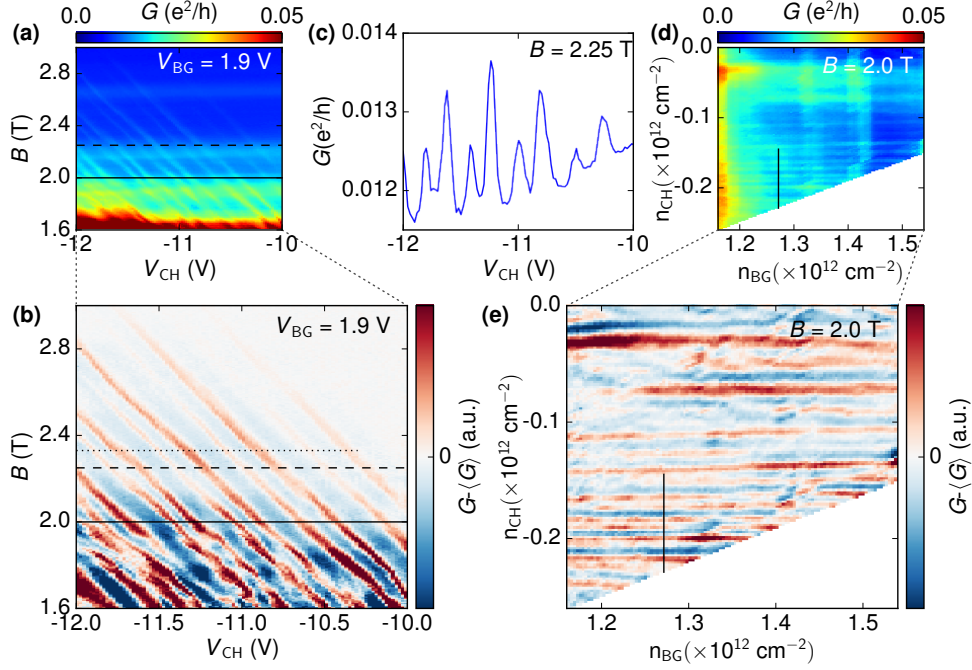 G (e²/h)
0.0 0.05
(a)
V_BG = 1.9 V
B (T)
2.8
2.4
2.0
1.6
-12 -11 -10
V_CH (V)
(c)
B = 2.25 T
G(e²/h)
0.014
0.013
0.012
-12 -11 -10
V_CH (V)
G (e²/h)
0.0 0.05
(d)
B = 2.0 T
n_CH(×10¹² cm⁻²)
0.0
-0.1
-0.2
1.2 1.3 1.4 1.5
n_BG(×10¹² cm⁻²)
(b)
V_BG = 1.9 V
B (T)
2.8
2.4
2.0
1.6
-12.0 -11.5 -11.0 -10.5 -10.0
V_CH (V)
0
G-⟨G⟩ (a.u.)
(e)
B = 2.0 T
n_CH(×10¹² cm⁻²)
0.0
-0.1
-0.2
1.2 1.3 1.4 1.5
n_BG(×10¹² cm⁻²)
0
G-⟨G⟩ (a.u.)